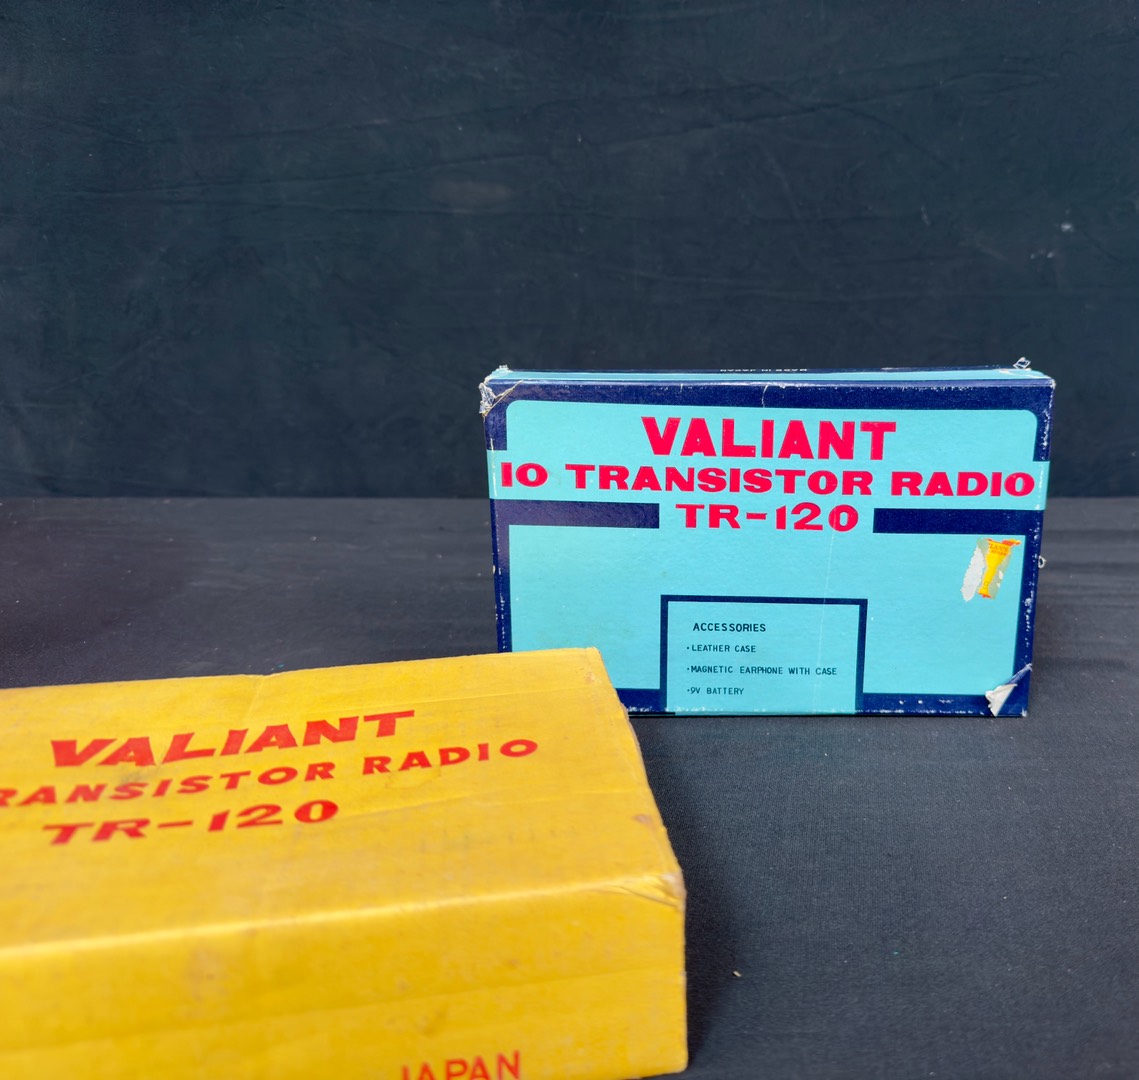 VALIANT
10 TRANSISTOR RADIO
TR-120
ACCESSORIES
·LEATHER CASE
·MAGNETIC EARPHONE WITH CASE
·9V BATTERY
VALIANT
RANSISTOR RADIO
TR-120
JAPAN